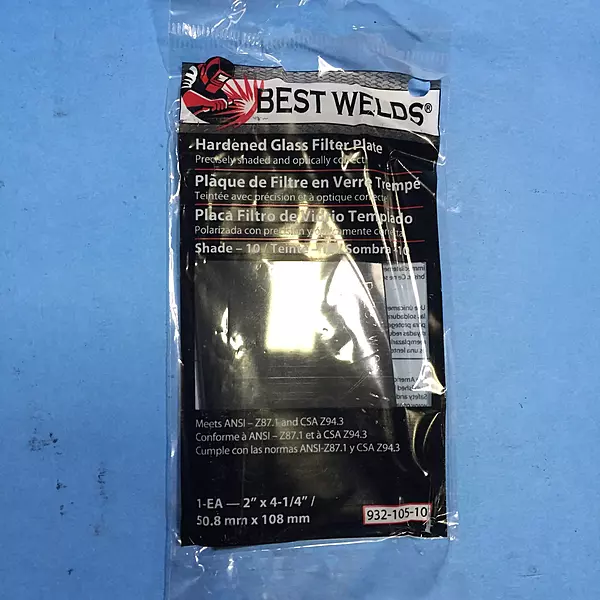 BEST WELDS®
Hardened Glass Filter Plate
Precisely shaded and optically correct
Plaque de Filtre en Verre Trempé
Teintée avec précision et à optique correcte
Placa Filtro de Vidrio Templado
Polarizada con precisión y correcta
Shade – 10 / Teinte – Sombra - 10
Meets ANSI – Z87.1 and CSA Z94.3
Conforme à ANSI – Z87.1 et à CSA Z94.3
Cumple con las normas ANSI-Z87.1 y CSA Z94.3
1-EA — 2" x 4-1/4" /
50.8 mm x 108 mm
932-105-10